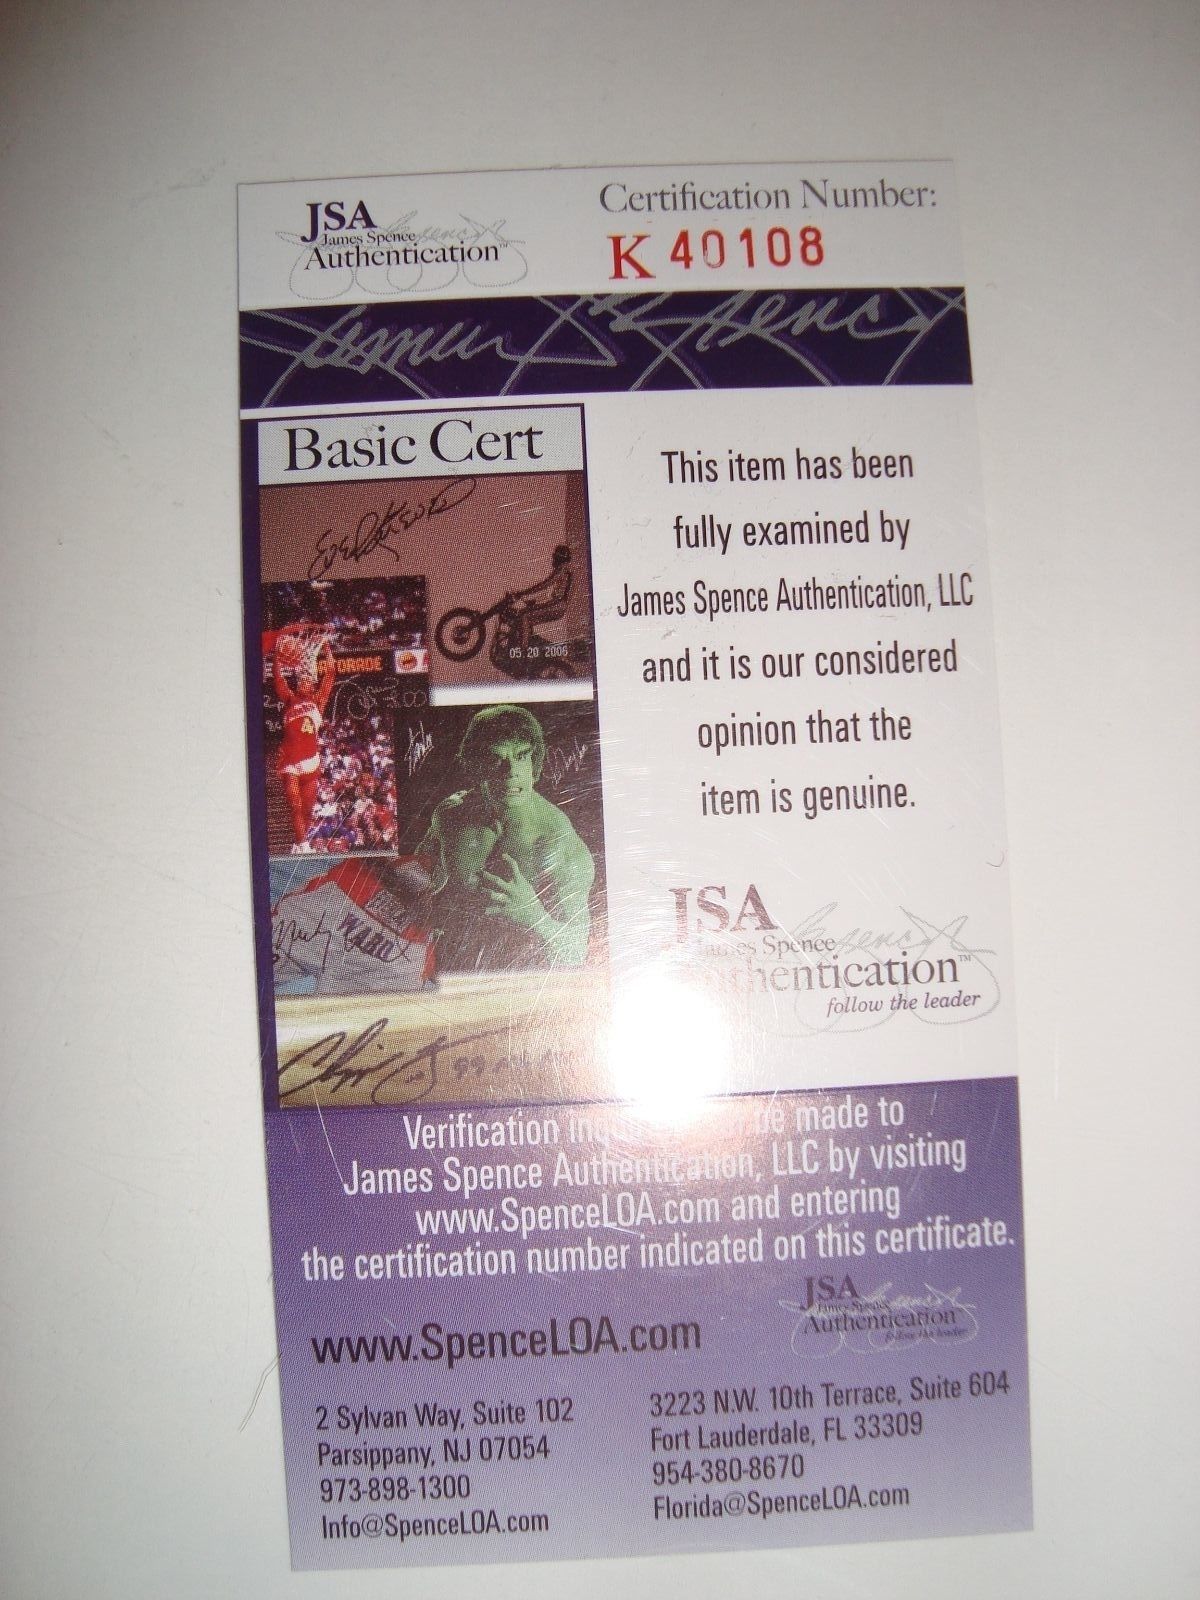 JSA
James Spence
Authentication™
Certification Number:
K 40108
Basic Cert
05 20 2006
4
WARD
This item has been
fully examined by
James Spence Authentication, LLC
and it is our considered
opinion that the
item is genuine.
JSA
James Spence
Authentication™
follow the leader
Verification be made to
James Spence Authentication, LLC by visiting
www.SpenceLOA.com and entering
the certification number indicated on this certificate.
JSA
James Spence
Authentication
follow the leader
www.SpenceLOA.com
2 Sylvan Way, Suite 102
Parsippany, NJ 07054
973-898-1300
Info@SpenceLOA.com
3223 N.W. 10th Terrace, Suite 604
Fort Lauderdale, FL 33309
954-380-8670
Florida@SpenceLOA.com